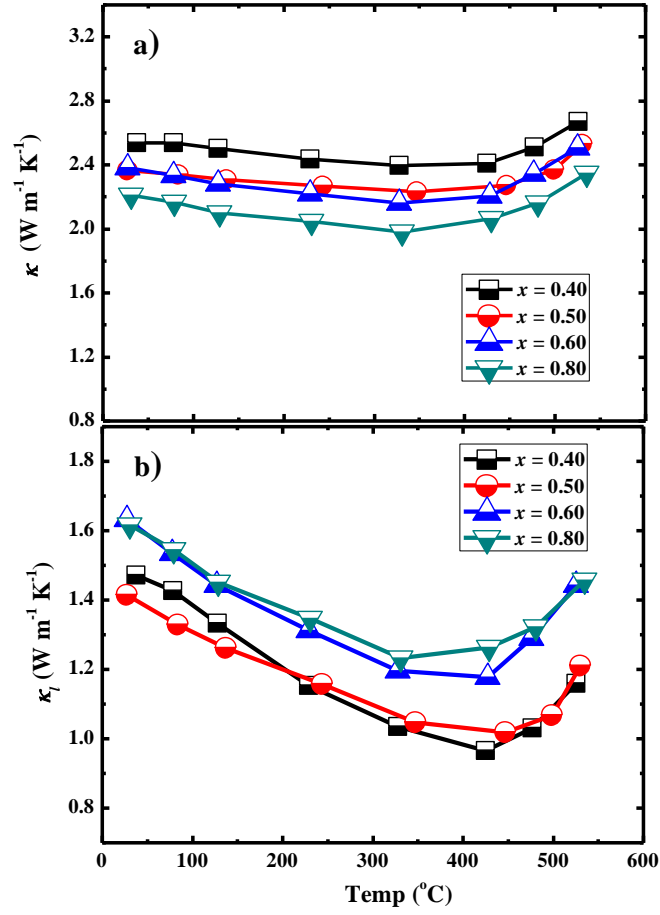 a)
3.2
2.8
2.4
2.0
1.6
1.2
0.8
κ (W m⁻¹ K⁻¹)
x = 0.40
x = 0.50
x = 0.60
x = 0.80
b)
1.8
1.6
1.4
1.2
1.0
0.8
κₗ (W m⁻¹ K⁻¹)
x = 0.40
x = 0.50
x = 0.60
x = 0.80
0 100 200 300 400 500 600
Temp (°C)